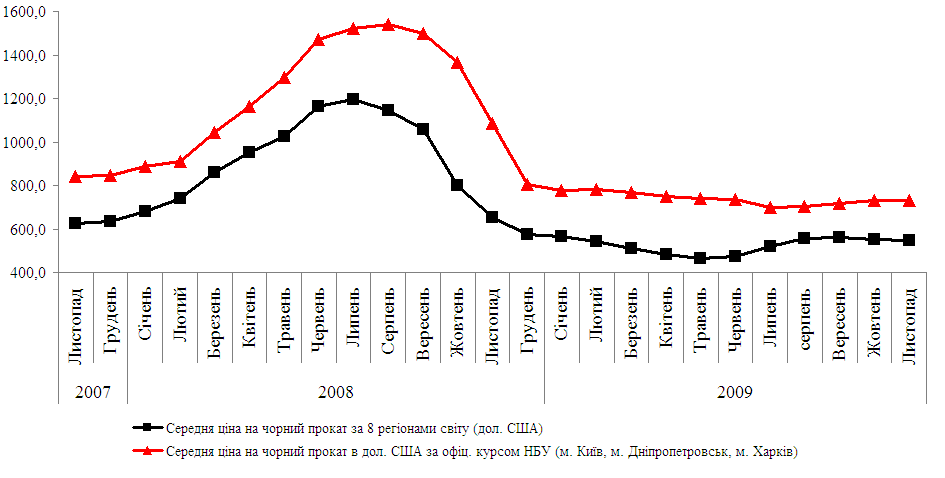 1600,0
1400,0
1200,0
1000,0
800,0
600,0
400,0
Листопад
Грудень
Січень
Лютий
Березень
Квітень
Травень
Червень
Липень
Серпень
Вересень
Жовтень
Листопад
Грудень
Січень
Лютий
Березень
Квітень
Травень
Червень
Липень
серпень
Вересень
Жовтень
Листопад
2007
2008
2009
Середня ціна на чорний прокат за 8 регіонами світу (дол. США)
Середня ціна на чорний прокат в дол. США за офіц. курсом НБУ (м. Київ, м. Дніпропетровськ, м. Харків)